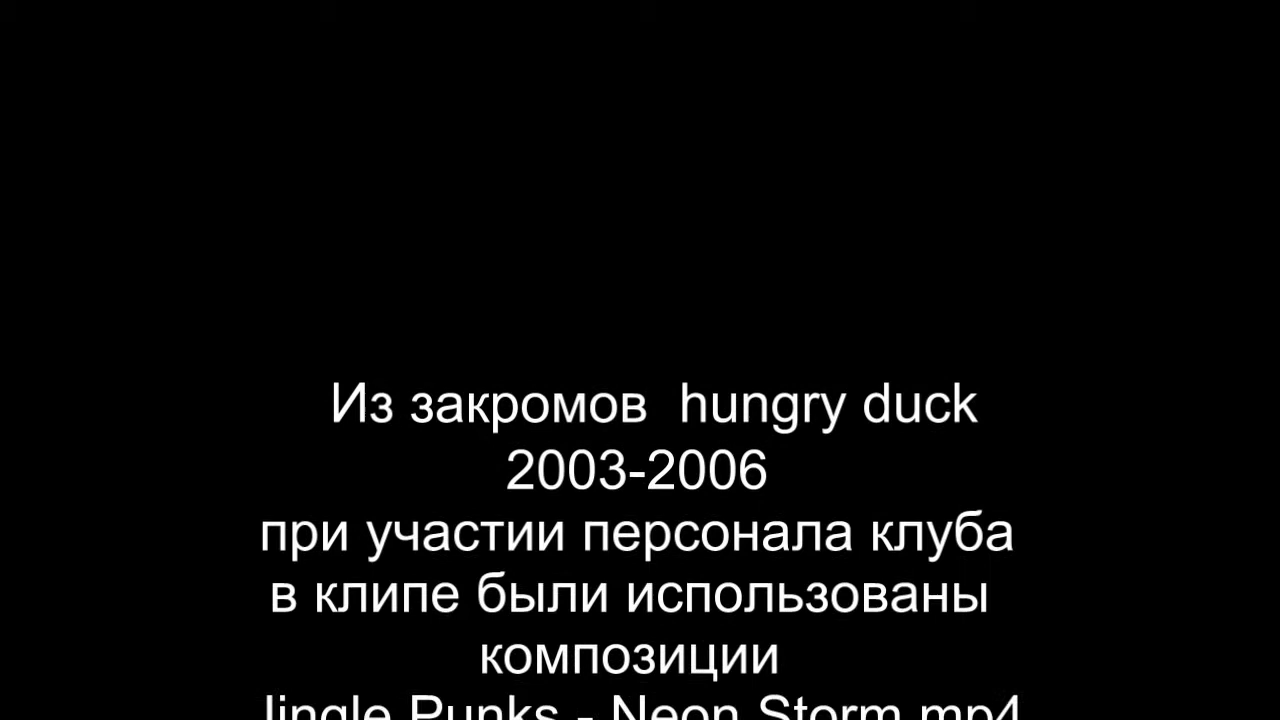 Из закромов hungry duck
2003-2006
при участии персонала клуба
в клипе были использованы
композиции
Jingle Punks - Neon Storm.mp4